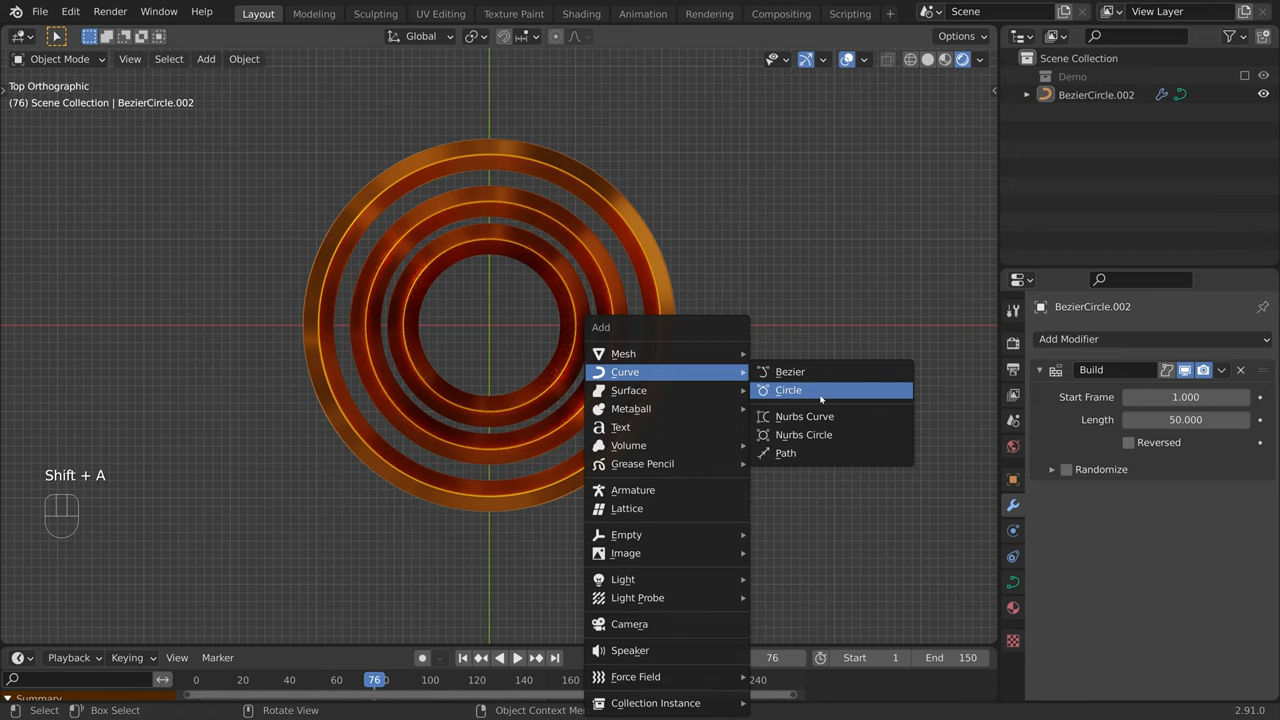 File Edit Render Window Help Layout Modeling Sculpting UV Editing Texture Paint Shading Animation Rendering Compositing Scripting + Scene View Layer
Global Options
Object Mode View Select Add Object
Top Orthographic
(76) Scene Collection | BezierCircle.002
Scene Collection
Demo
BezierCircle.002
BezierCircle.002
Add Modifier
Build
Start Frame 1.000
Length 50.000
Reversed
Randomize
Add
Mesh
Curve
Surface
Metaball
Text
Volume
Grease Pencil
Armature
Lattice
Empty
Image
Light
Light Probe
Camera
Speaker
Force Field
Collection Instance
Bezier
Circle
Nurbs Curve
Nurbs Circle
Path
Shift + A
Playback Keying View Marker 76 Start 1 End 150
0 20 40 60 76 100 120 140 160 240
Summary
Select Box Select Rotate View Object Context Me 2.91.0